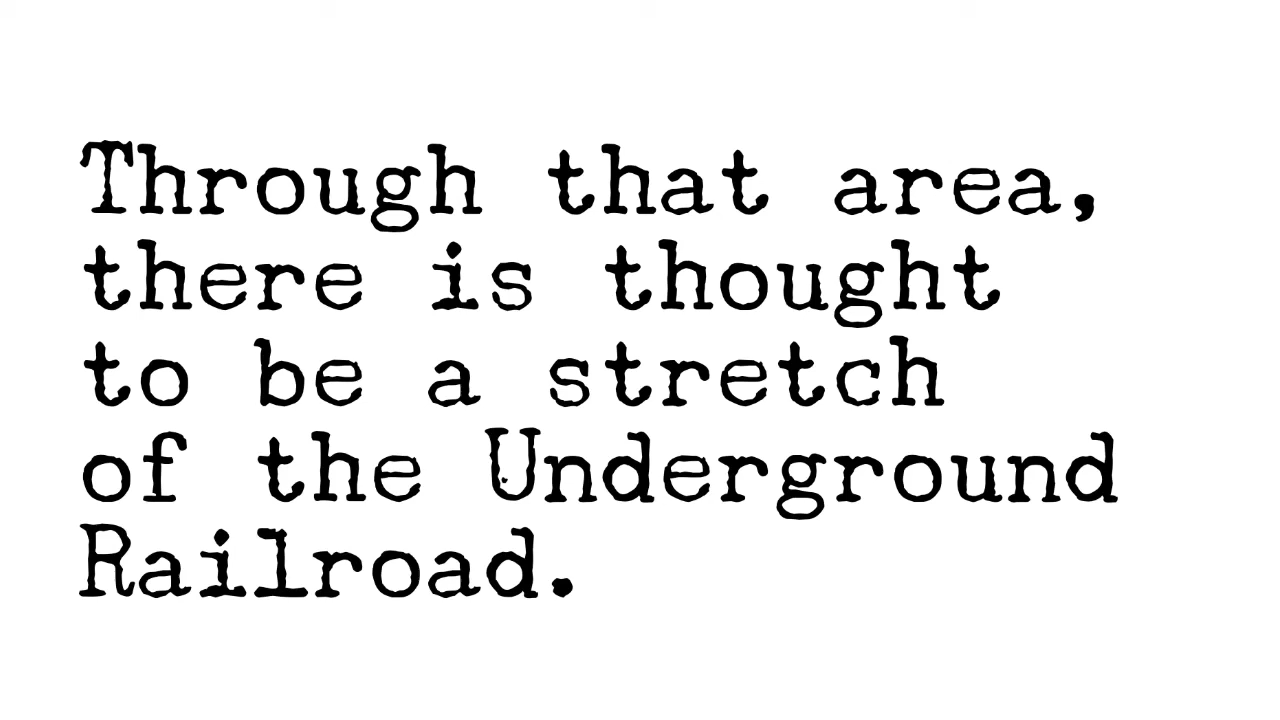 Through that area,
there is thought
to be a stretch
of the Underground
Railroad.